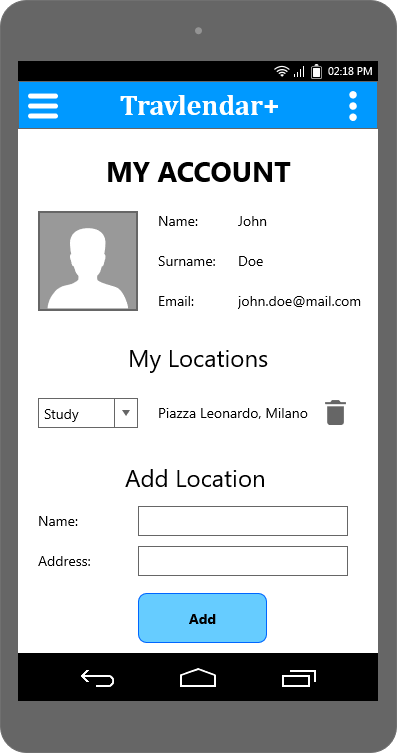 02:18 PM
Travlendar+
MY ACCOUNT
Name: John
Surname: Doe
Email: john.doe@mail.com
My Locations
Study Piazza Leonardo, Milano
Add Location
Name:
Address:
Add